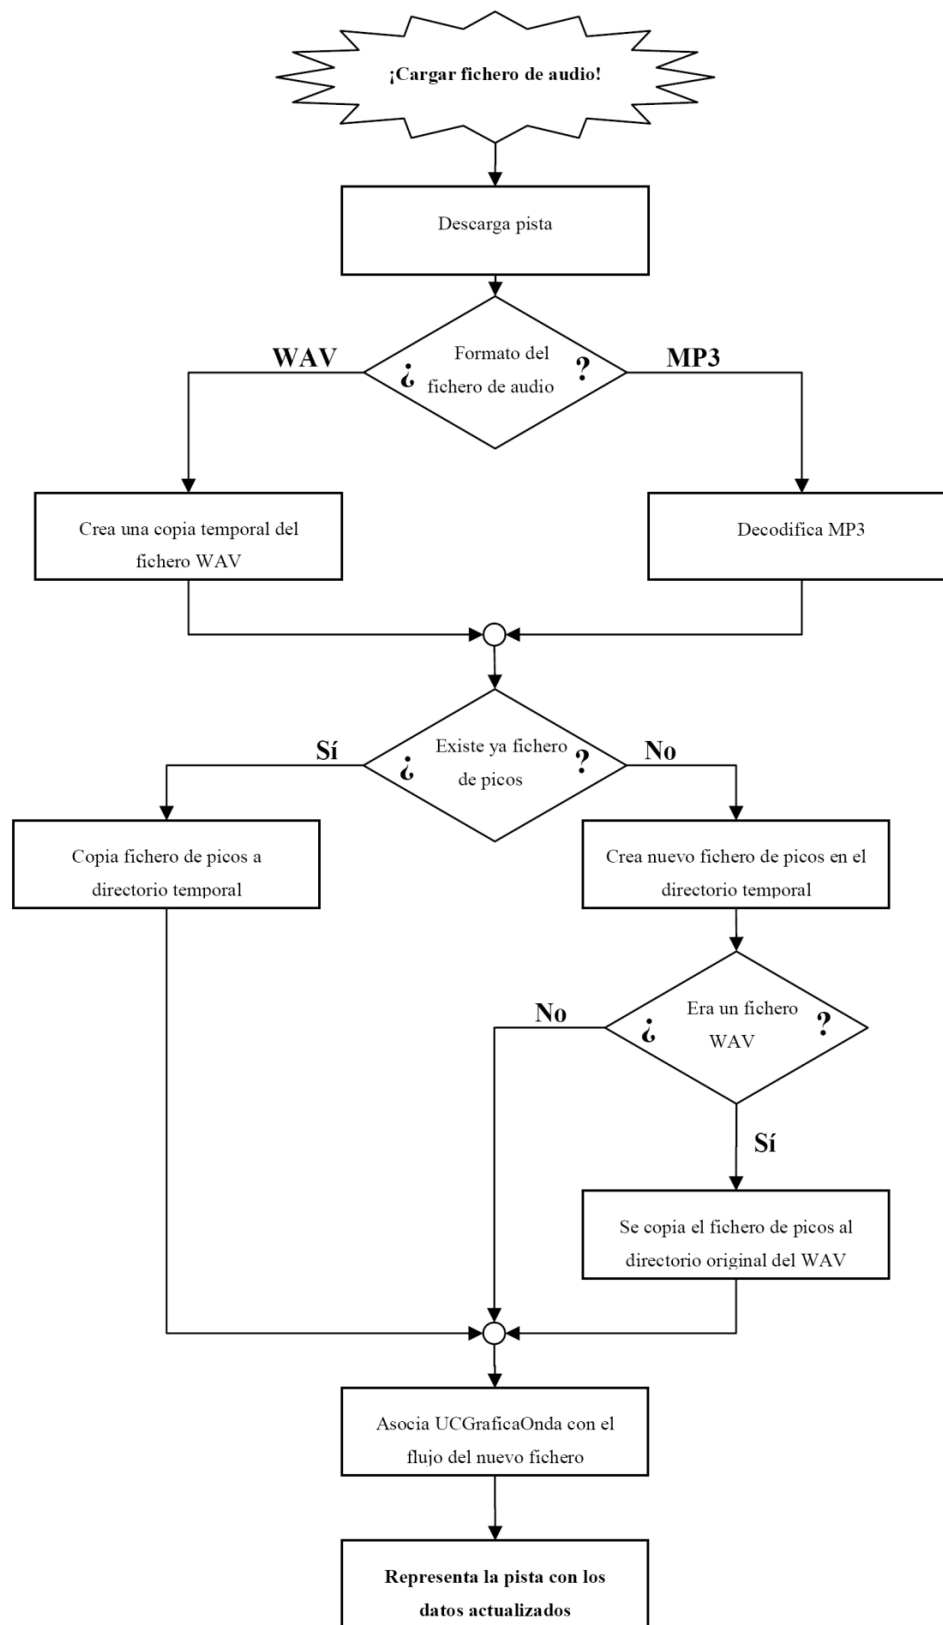 ¡Cargar fichero de audio!
Descarga pista
WAV
¿ Formato del ?
fichero de audio
MP3
Crea una copia temporal del
fichero WAV
Decodifica MP3
Sí
¿ Existe ya fichero ?
de picos
No
Copia fichero de picos a
directorio temporal
Crea nuevo fichero de picos en el
directorio temporal
No
¿ Era un fichero ?
WAV
Sí
Se copia el fichero de picos al
directorio original del WAV
Asocia UCGraficaOnda con el
flujo del nuevo fichero
Representa la pista con los
datos actualizados